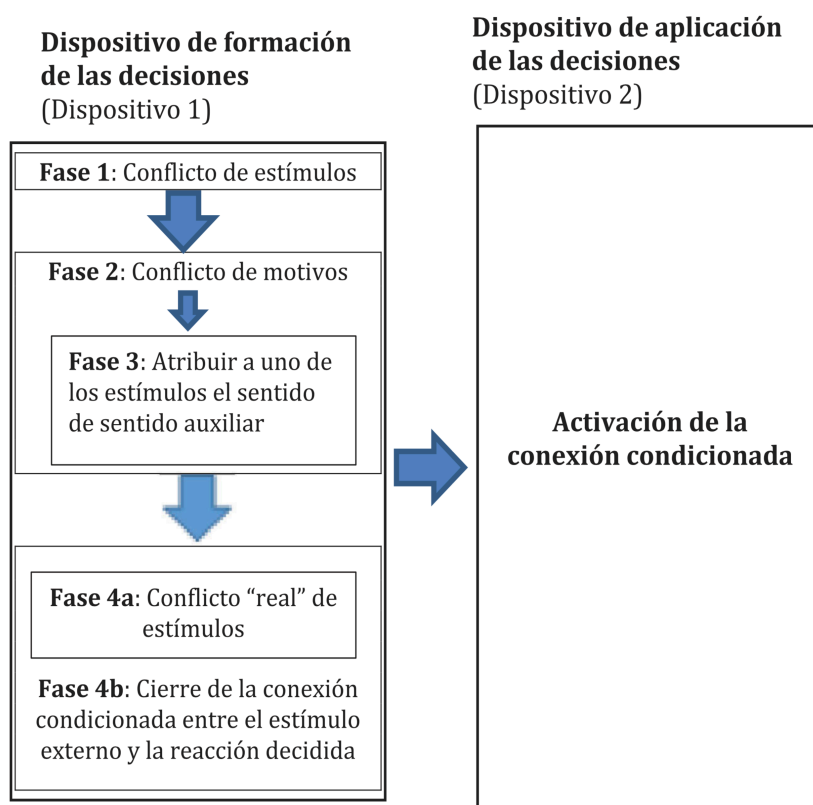 Dispositivo de formación
de las decisiones
(Dispositivo 1)
Fase 1: Conflicto de estímulos
Fase 2: Conflicto de motivos
Fase 3: Atribuir a uno de
los estímulos el sentido
de sentido auxiliar
Fase 4a: Conflicto “real” de
estímulos
Fase 4b: Cierre de la conexión
condicionada entre el estímulo
externo y la reacción decidida
Dispositivo de aplicación
de las decisiones
(Dispositivo 2)
Activación de la
conexión condicionada